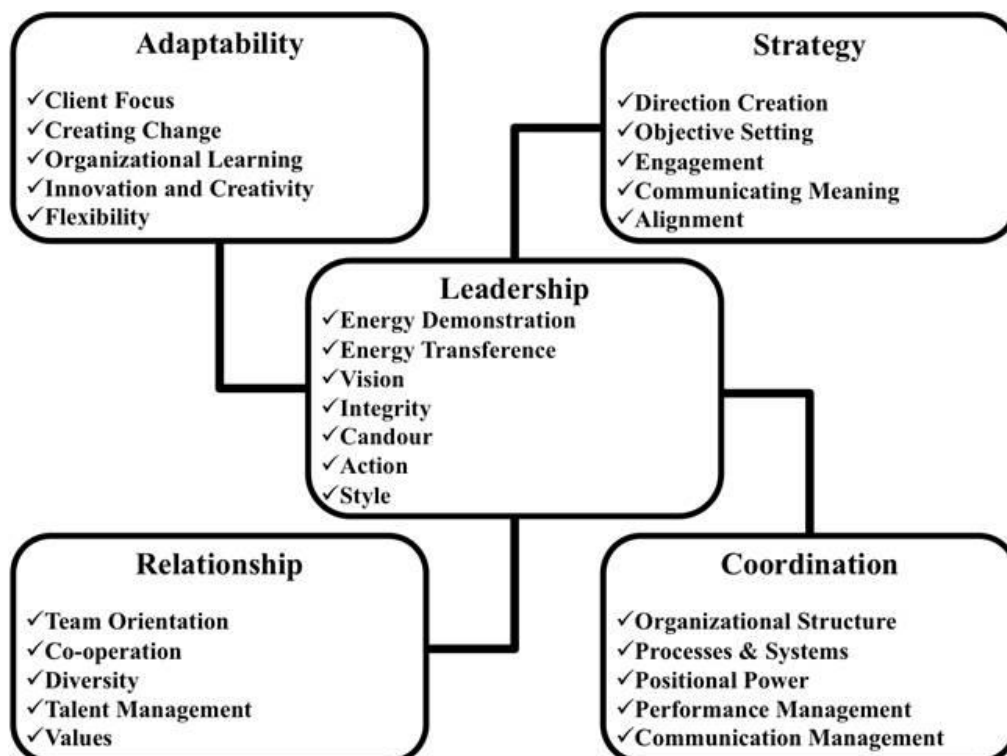 Adaptability
✓Client Focus
✓Creating Change
✓Organizational Learning
✓Innovation and Creativity
✓Flexibility
Strategy
✓Direction Creation
✓Objective Setting
✓Engagement
✓Communicating Meaning
✓Alignment
Leadership
✓Energy Demonstration
✓Energy Transference
✓Vision
✓Integrity
✓Candour
✓Action
✓Style
Relationship
✓Team Orientation
✓Co-operation
✓Diversity
✓Talent Management
✓Values
Coordination
✓Organizational Structure
✓Processes & Systems
✓Positional Power
✓Performance Management
✓Communication Management